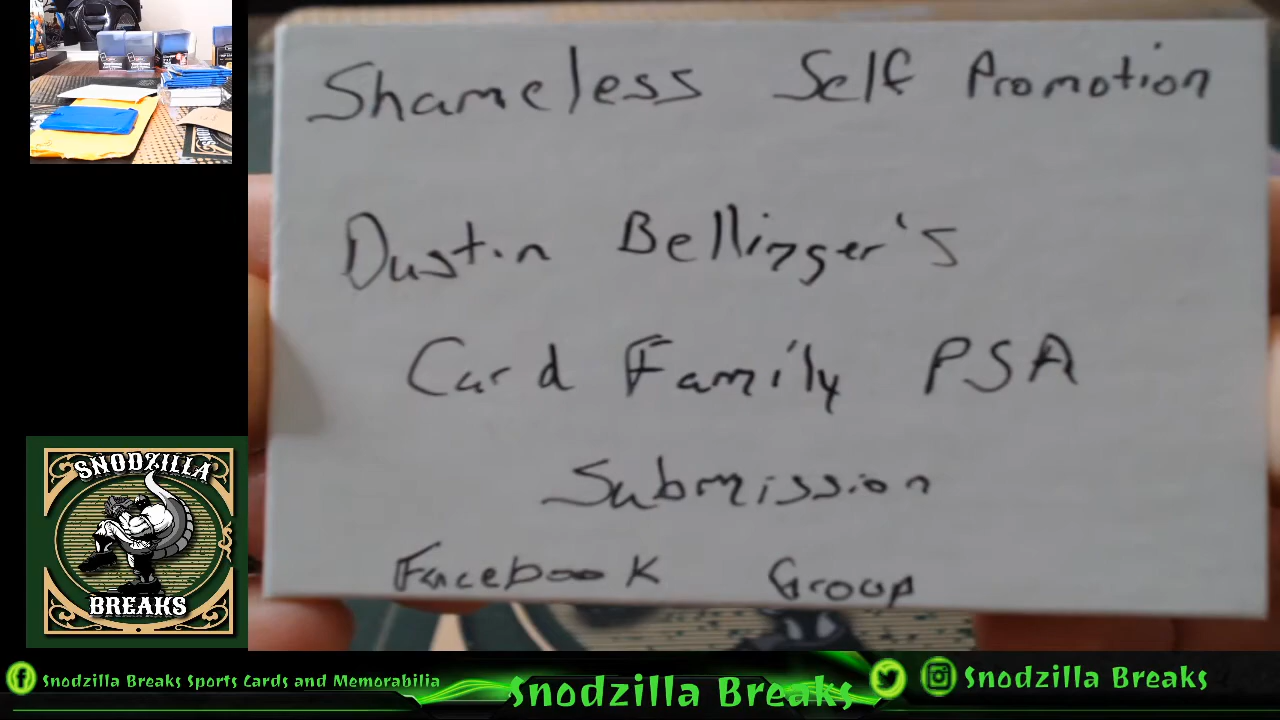 Shameless Self Promotion
Dustin Bellinger's
Card Family PSA
Submission
Facebook Group
SNODZILLA
BREAKS
Snodzilla Breaks Sports Cards and Memorabilia
Snodzilla Breaks
Snodzilla Breaks